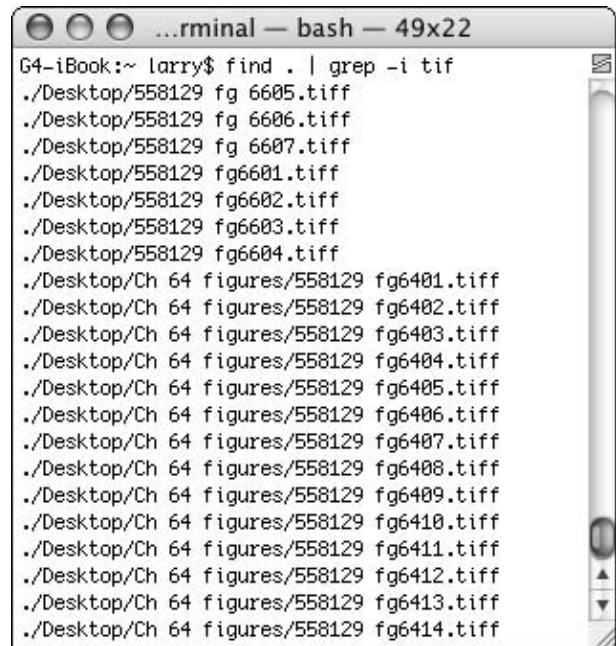 ...rminal — bash — 49x22
G4-iBook:~ larry$ find . | grep -i tif
./Desktop/558129 fg 6605.tiff
./Desktop/558129 fg 6606.tiff
./Desktop/558129 fg 6607.tiff
./Desktop/558129 fg6601.tiff
./Desktop/558129 fg6602.tiff
./Desktop/558129 fg6603.tiff
./Desktop/558129 fg6604.tiff
./Desktop/Ch 64 figures/558129 fg6401.tiff
./Desktop/Ch 64 figures/558129 fg6402.tiff
./Desktop/Ch 64 figures/558129 fg6403.tiff
./Desktop/Ch 64 figures/558129 fg6404.tiff
./Desktop/Ch 64 figures/558129 fg6405.tiff
./Desktop/Ch 64 figures/558129 fg6406.tiff
./Desktop/Ch 64 figures/558129 fg6407.tiff
./Desktop/Ch 64 figures/558129 fg6408.tiff
./Desktop/Ch 64 figures/558129 fg6409.tiff
./Desktop/Ch 64 figures/558129 fg6410.tiff
./Desktop/Ch 64 figures/558129 fg6411.tiff
./Desktop/Ch 64 figures/558129 fg6412.tiff
./Desktop/Ch 64 figures/558129 fg6413.tiff
./Desktop/Ch 64 figures/558129 fg6414.tiff